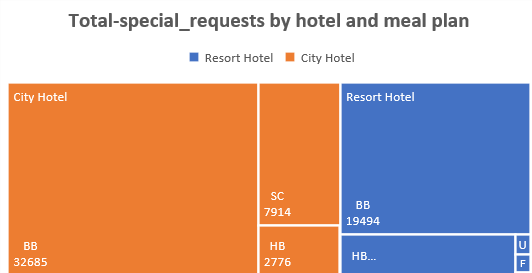 Total-special_requests by hotel and meal plan
Resort Hotel
City Hotel
City Hotel
BB
32685
SC
7914
HB
2776
Resort Hotel
BB
19494
HB...
U
F